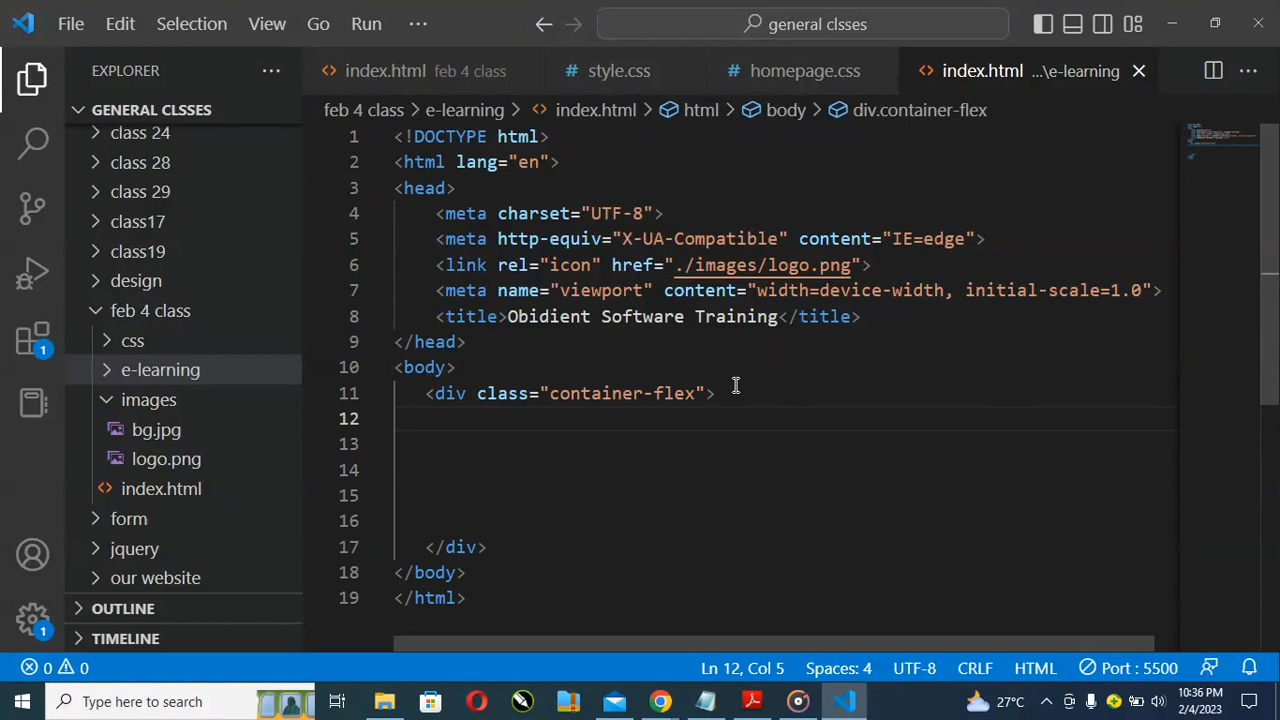 File Edit Selection View Go Run ··· general clsses
EXPLORER ···
GENERAL CLSSES
class 24
class 28
class 29
class17
class19
design
feb 4 class
css
e-learning
images
bg.jpg
logo.png
index.html
form
jquery
our website
OUTLINE
TIMELINE
1
1
index.html feb 4 class style.css homepage.css index.html ...\e-learning
feb 4 class > e-learning > index.html > html > body > div.container-flex
1 <!DOCTYPE html>
2 <html lang="en">
3 <head>
4 <meta charset="UTF-8">
5 <meta http-equiv="X-UA-Compatible" content="IE=edge">
6 <link rel="icon" href="./images/logo.png">
7 <meta name="viewport" content="width=device-width, initial-scale=1.0">
8 <title>Obidient Software Training</title>
9 </head>
10 <body>
11 <div class="container-flex">
12
13
14
15
16
17 </div>
18 </body>
19 </html>
0 0 Ln 12, Col 5 Spaces: 4 UTF-8 CRLF HTML Port : 5500
Type here to search 27°C 10:36 PM
2/4/2023